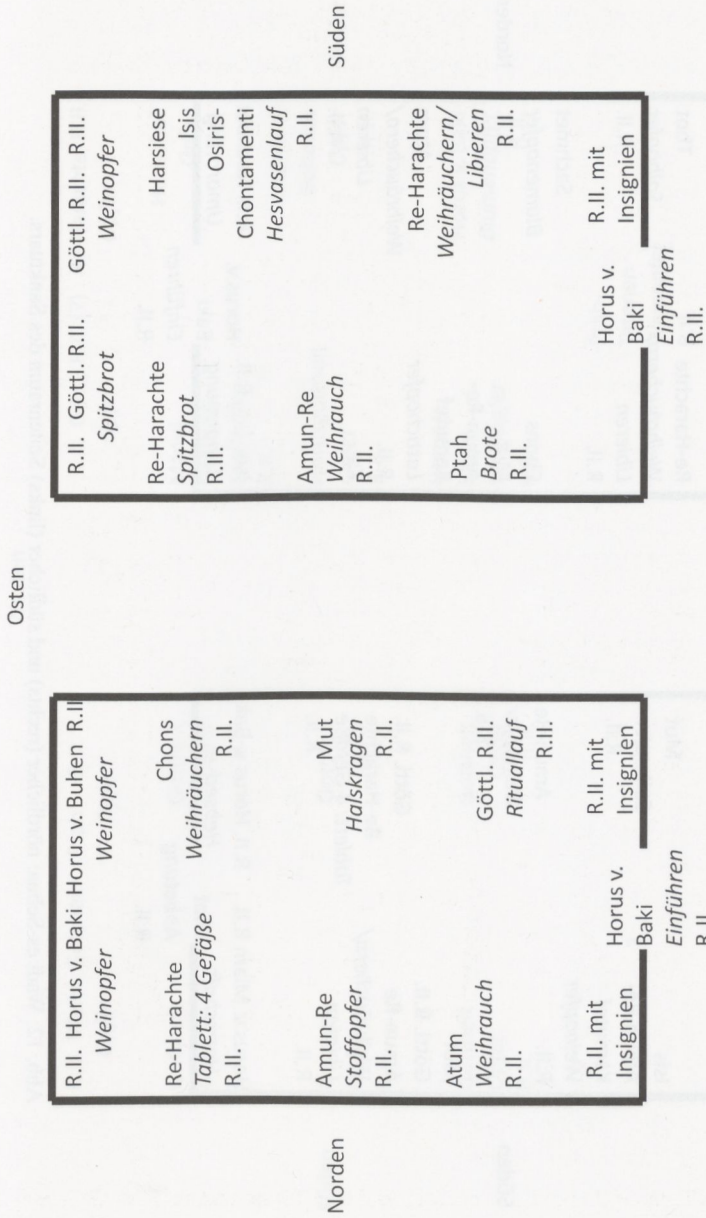 Osten
Norden
R.II. Horus v. Baki Horus v. Buhen R.II
Weinopfer Weinopfer
Re-Harachte
Tablett: 4 Gefäße
R.II.
Chons
Weihräuchern
R.II.
Amun-Re
Stoffopfer
R.II.
Mut
Halskragen
R.II.
Atum
Weihrauch
R.II.
Göttl. R.II.
Rituallauf
R.II.
R.II. mit
Insignien
R.II. mit
Insignien
Horus v.
Baki
Einführen
R.II.
R.II. Göttl. R.II. Göttl. R.II. R.II.
Spitzbrot Weinopfer
Re-Harachte
Spitzbrot
R.II.
Harsiese
Isis
Osiris-
Chontamenti
Hesvasenlauf
R.II.
Amun-Re
Weihrauch
R.II.
Re-Harachte
Weihräuchern/
Libieren
R.II.
Ptah
Brote
R.II.
R.II. mit
Insignien
Horus v.
Baki
Einführen
R.II.
Süden